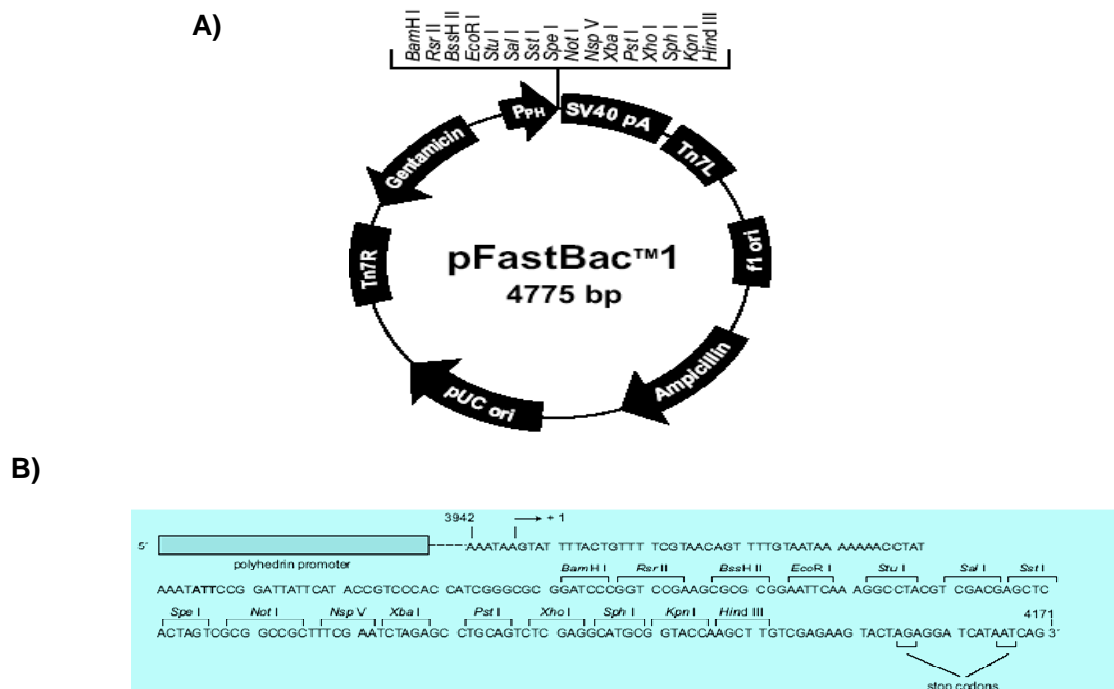 A)
BamH I
Rsr II
BssH II
EcoR I
Stu I
Sal I
Sst I
Spe I
Not I
Nsp V
Xba I
Pst I
Xho I
Sph I
Kpn I
Hind III
PPH
SV40 pA
Tn7L
f1 ori
Ampicillin
pUC ori
Tn7R
Gentamicin
pFastBac™1
4775 bp
B)
3942 + 1
5´ AAATAAGTAT TTTACTGTTT TCGTAACAGT TTTGTAATAA AAAAACCTAT
polyhedrin promoter
BamH I Rsr II BssH II EcoR I Stu I Sal I Sst I
AAATATTCCG GATTATTCAT ACCGTCCCAC CATCGGGCGC GGATCCCGGT CCGAAGCGCG CGGAATTCAA AGGCCTACGT CGACGAGCTC
Spe I Not I Nsp V Xba I Pst I Xho I Sph I Kpn I Hind III 4171
ACTAGTCGCG GCCGCTTTCG AATCTAGAGC CTGCAGTCTC GAGGCATGCG GTACCAAGCT TGTCGAGAAG TACTAGAGGA TCATAATCAG 3´
stop codons